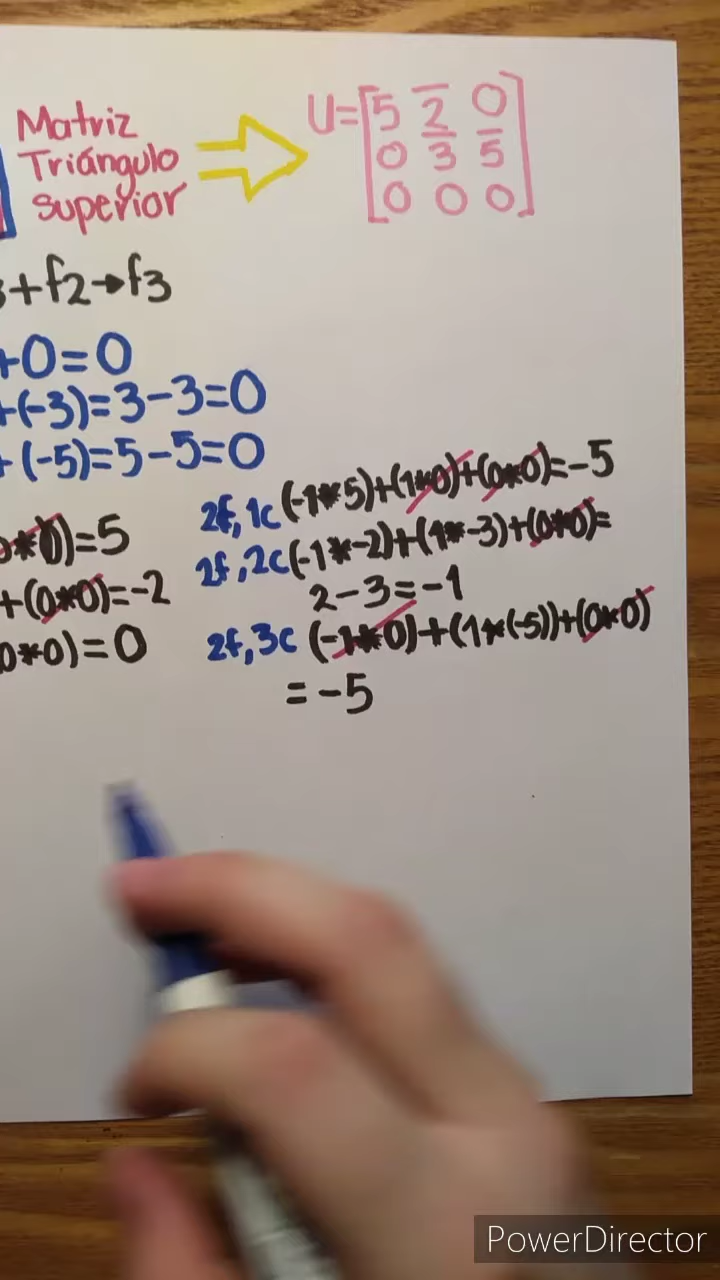 Matriz
Triángulo
superior
U=[5 -2 0
0 -3 -5
0 0 0]
+f2→f3
+0=0
+(-3)=3-3=0
+(-5)=5-5=0
*0)=5
+(0*0)=-2
0*0)=0
2f,1c (-1*5)+(1*0)+(0*0)=-5
2f,2c (-1*-2)+(1*-3)+(0*0)=
2-3=-1
2f,3c (-1*0)+(1*(-5))+(0*0)
=-5
PowerDirector